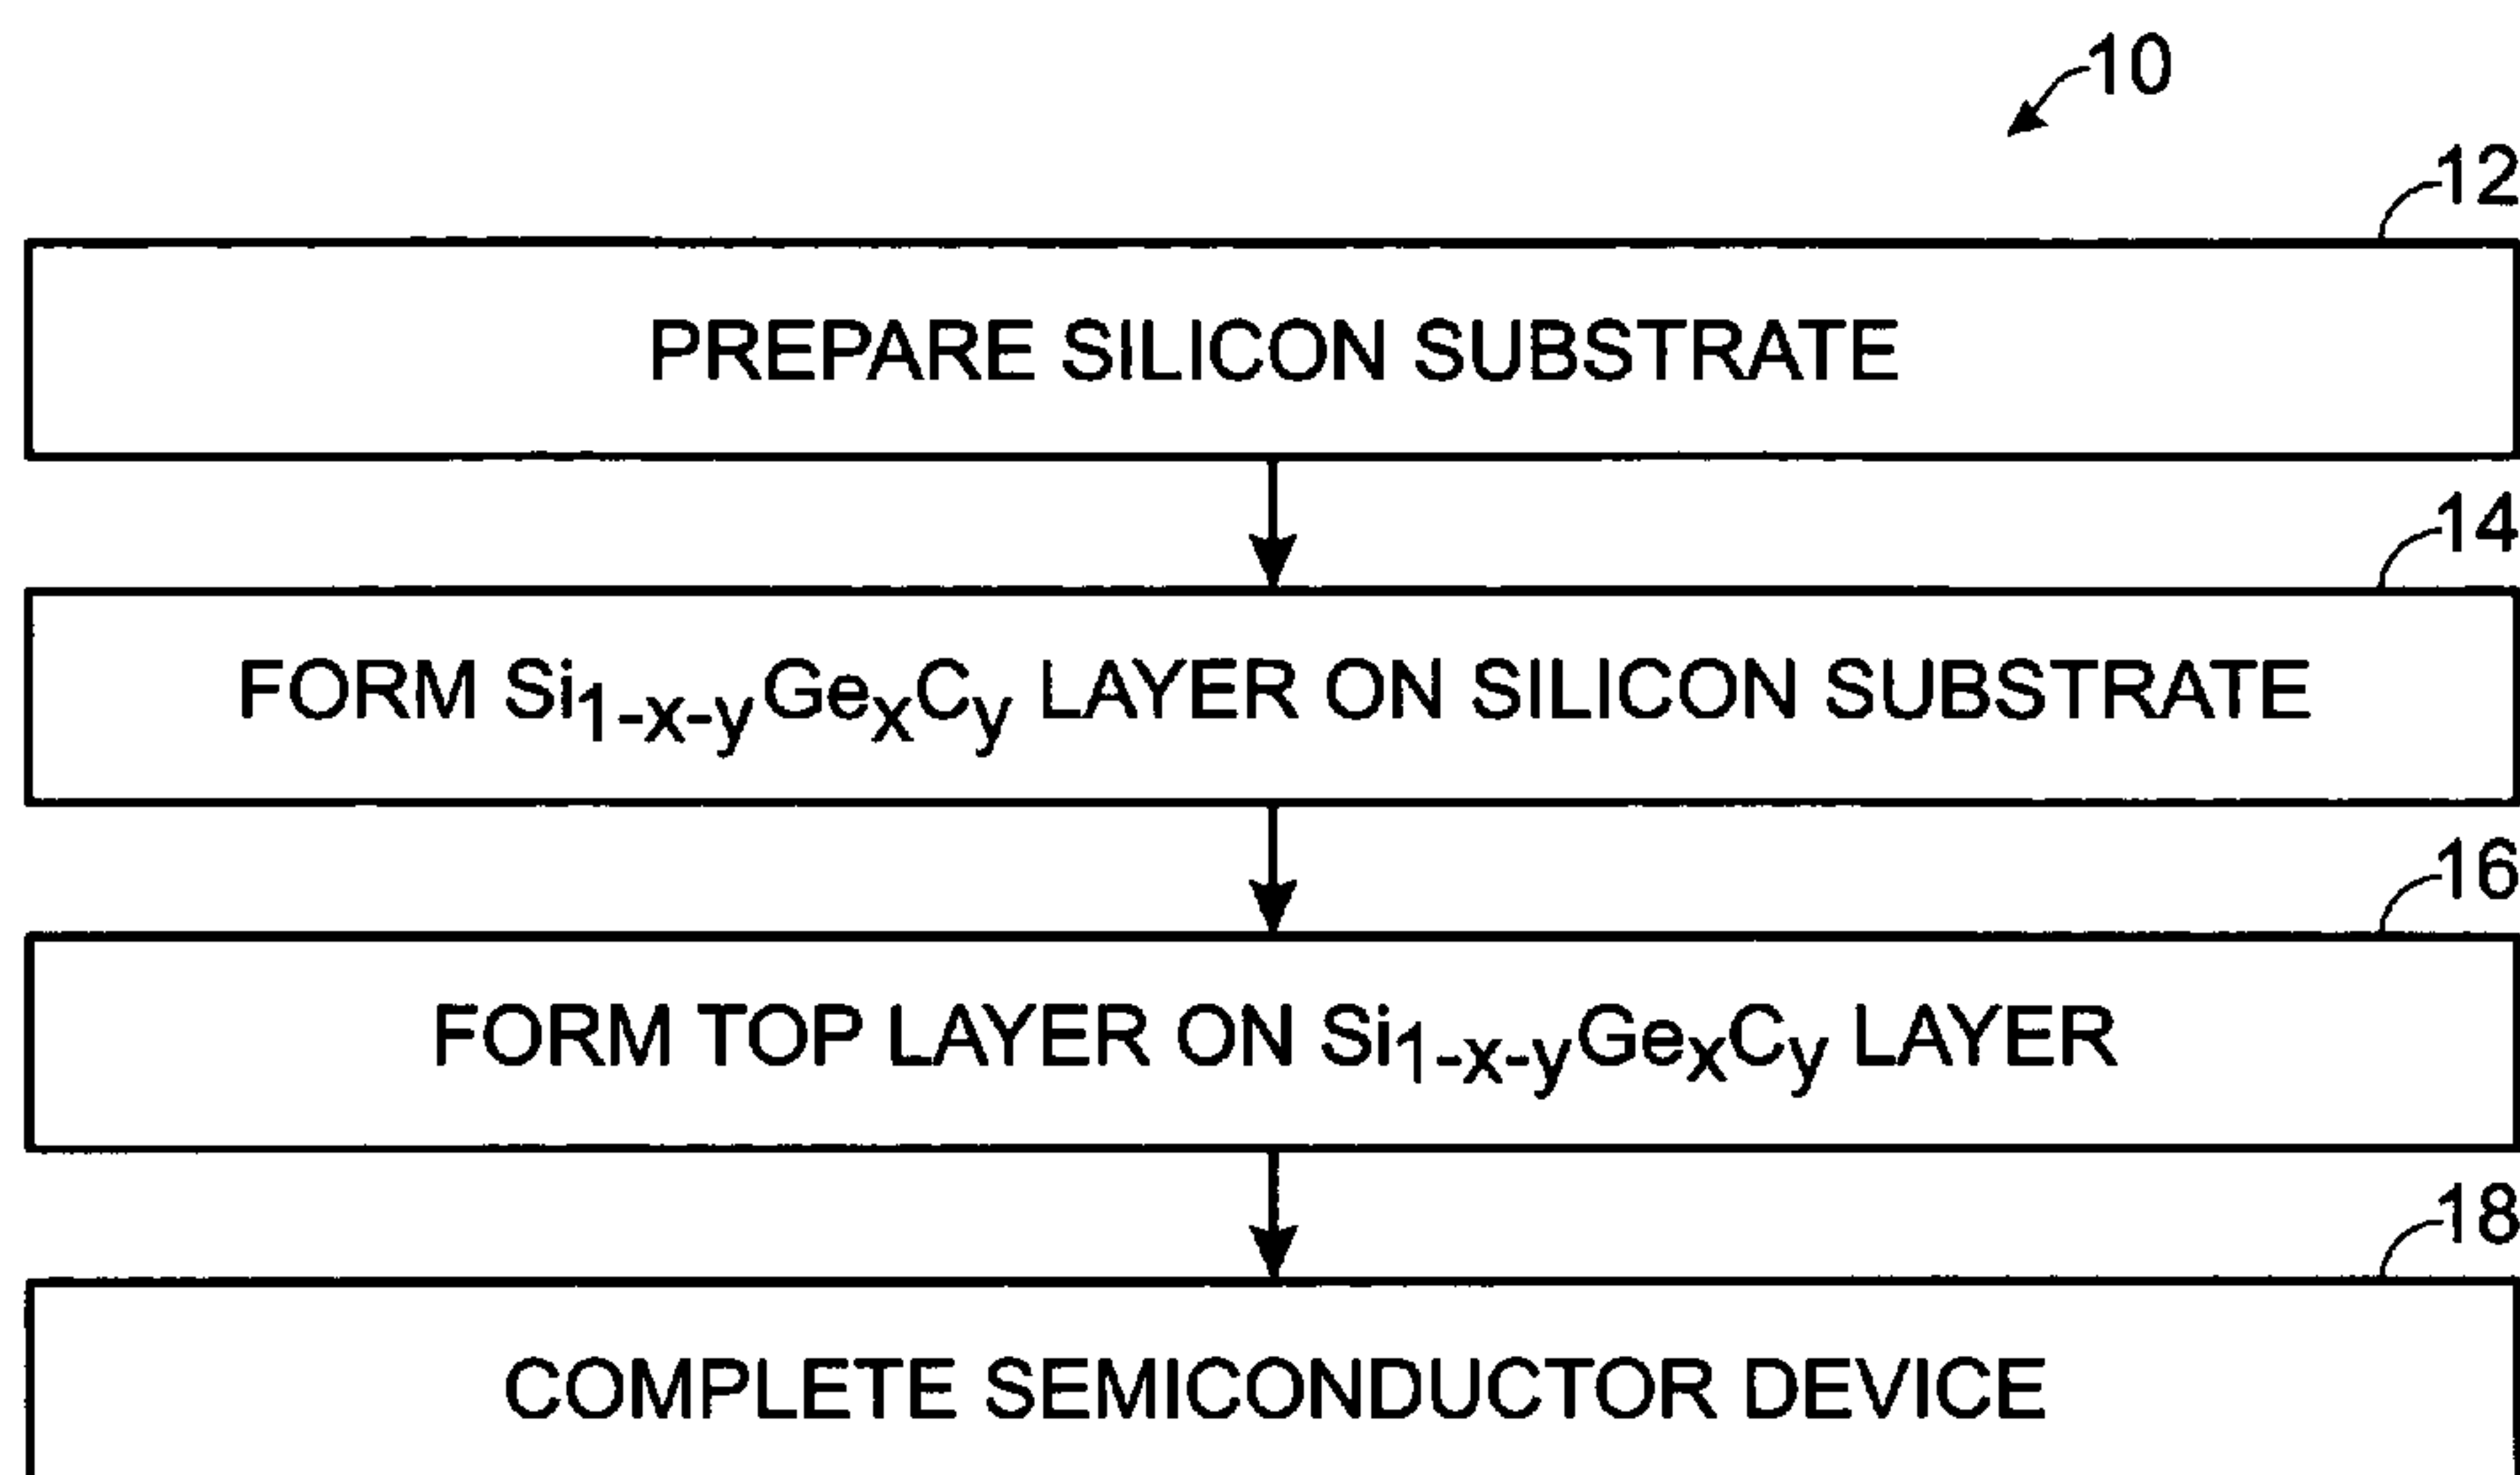 10
12
PREPARE SILICON SUBSTRATE
14
FORM Si1-x-yGexCy LAYER ON SILICON SUBSTRATE
16
FORM TOP LAYER ON Si1-x-yGexCy LAYER
18
COMPLETE SEMICONDUCTOR DEVICE